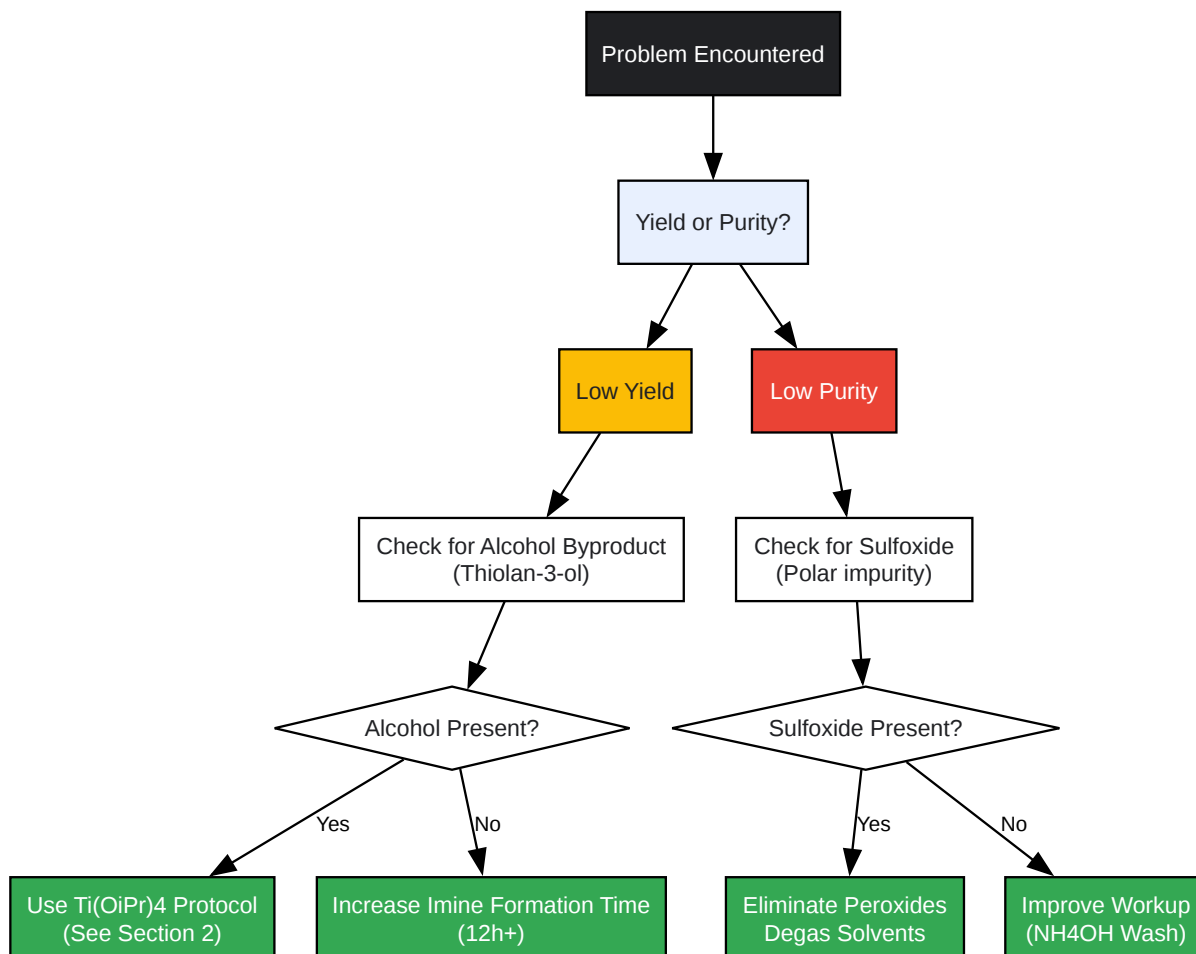 Problem Encountered
Yield or Purity?
Low Yield
Low Purity
Check for Alcohol Byproduct
(Thiolan-3-ol)
Check for Sulfoxide
(Polar impurity)
Alcohol Present?
Sulfoxide Present?
Yes
No
Yes
No
Use Ti(OiPr)4 Protocol
(See Section 2)
Increase Imine Formation Time
(12h+)
Eliminate Peroxides
Degas Solvents
Improve Workup
(NH4OH Wash)